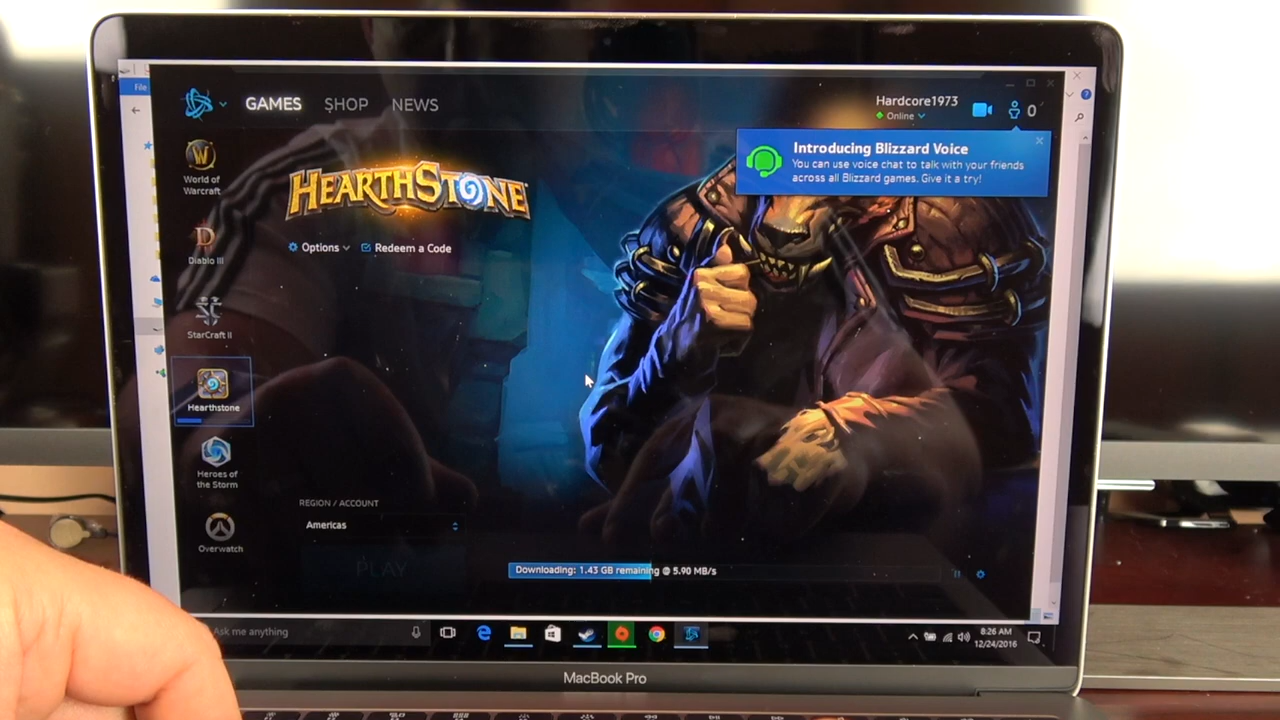 File
GAMES SHOP NEWS
Hardcore1973
Online
0
Introducing Blizzard Voice
You can use voice chat to talk with your friends
across all Blizzard games. Give it a try!
World of
Warcraft
Diablo III
StarCraft II
Hearthstone
Heroes of
the Storm
Overwatch
HEARTHSTONE
Options Redeem a Code
REGION / ACCOUNT
Americas
PLAY
Downloading: 1.43 GB remaining @ 5.90 MB/s
Ask me anything
8:26 AM
12/24/2016
MacBook Pro